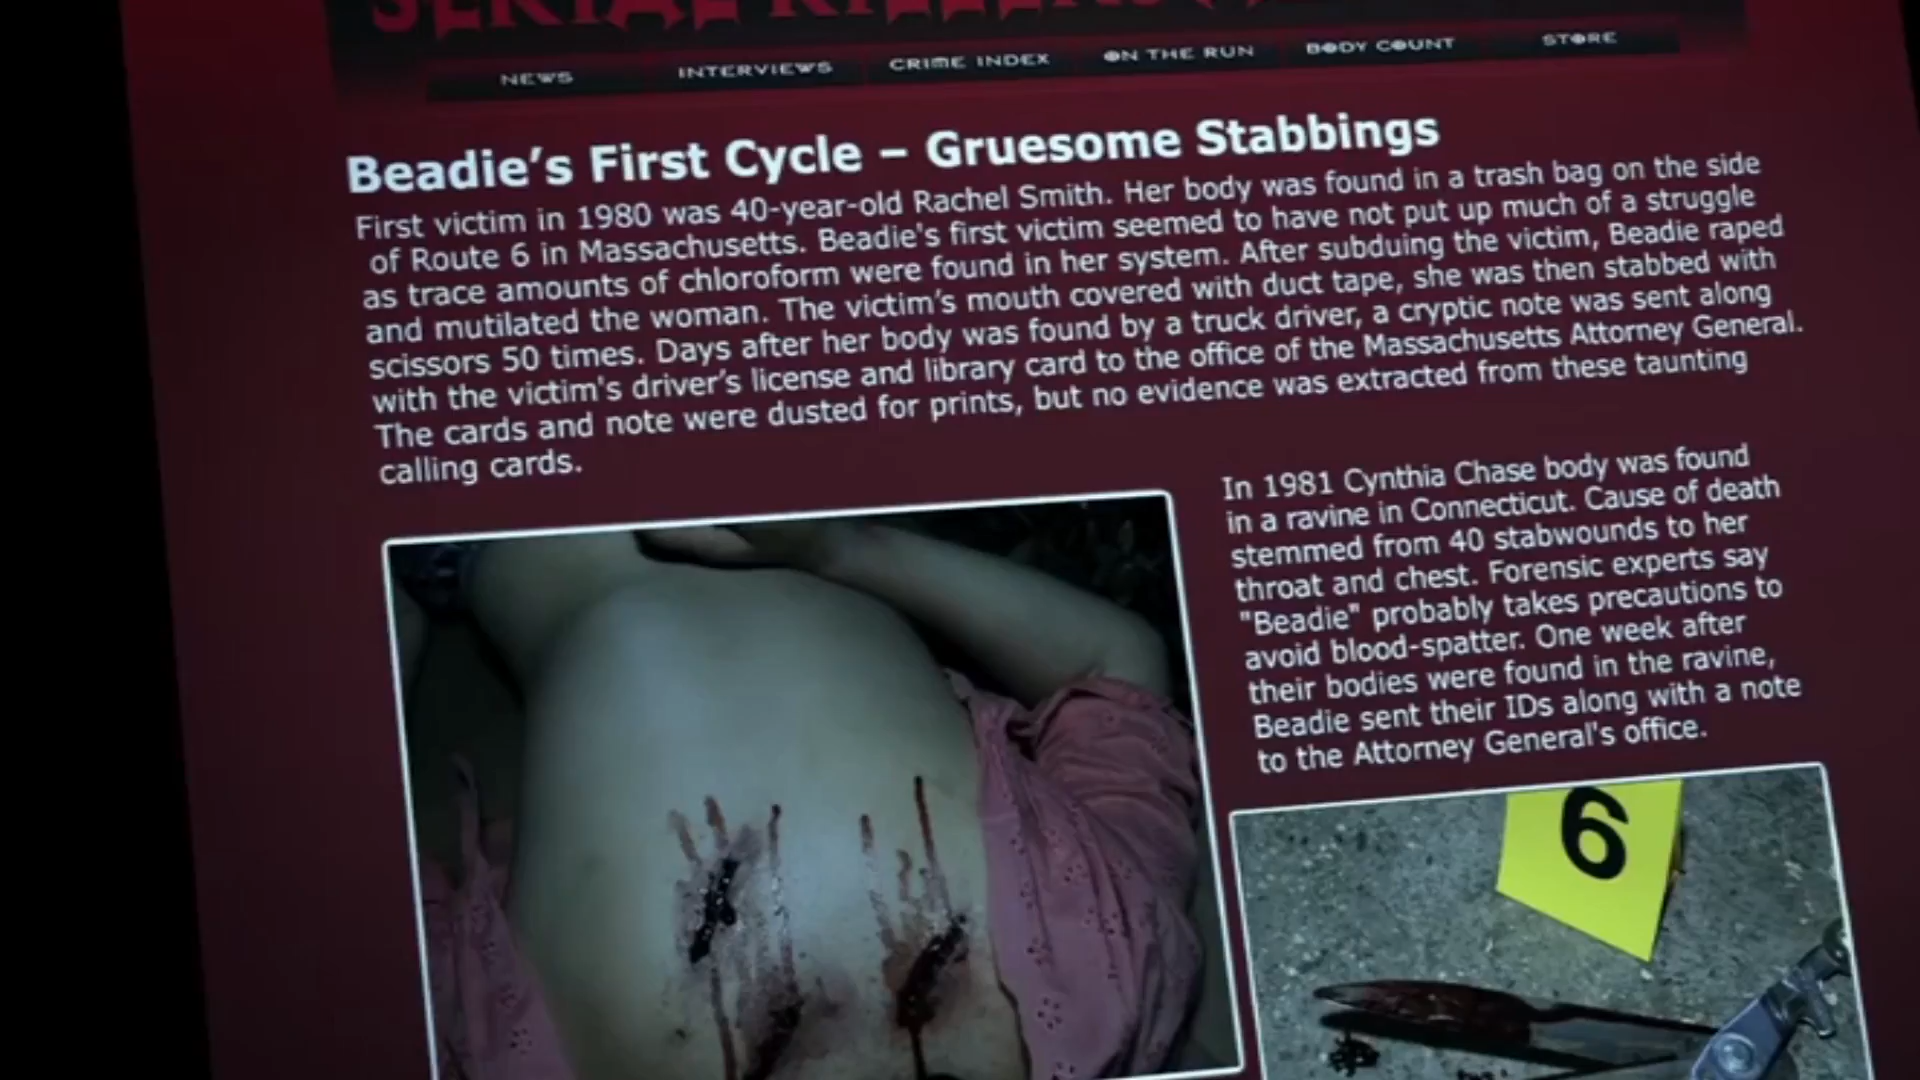 SERIAL KILLERS
NEWS INTERVIEWS CRIME INDEX ON THE RUN BODY COUNT STORE
Beadie's First Cycle – Gruesome Stabbings
First victim in 1980 was 40-year-old Rachel Smith. Her body was found in a trash bag on the side
of Route 6 in Massachusetts. Beadie's first victim seemed to have not put up much of a struggle
as trace amounts of chloroform were found in her system. After subduing the victim, Beadie raped
and mutilated the woman. The victim's mouth covered with duct tape, she was then stabbed with
scissors 50 times. Days after her body was found by a truck driver, a cryptic note was sent along
with the victim's driver's license and library card to the office of the Massachusetts Attorney General.
The cards and note were dusted for prints, but no evidence was extracted from these taunting
calling cards.
In 1981 Cynthia Chase body was found
in a ravine in Connecticut. Cause of death
stemmed from 40 stabwounds to her
throat and chest. Forensic experts say
"Beadie" probably takes precautions to
avoid blood-spatter. One week after
their bodies were found in the ravine,
Beadie sent their IDs along with a note
to the Attorney General's office.
6